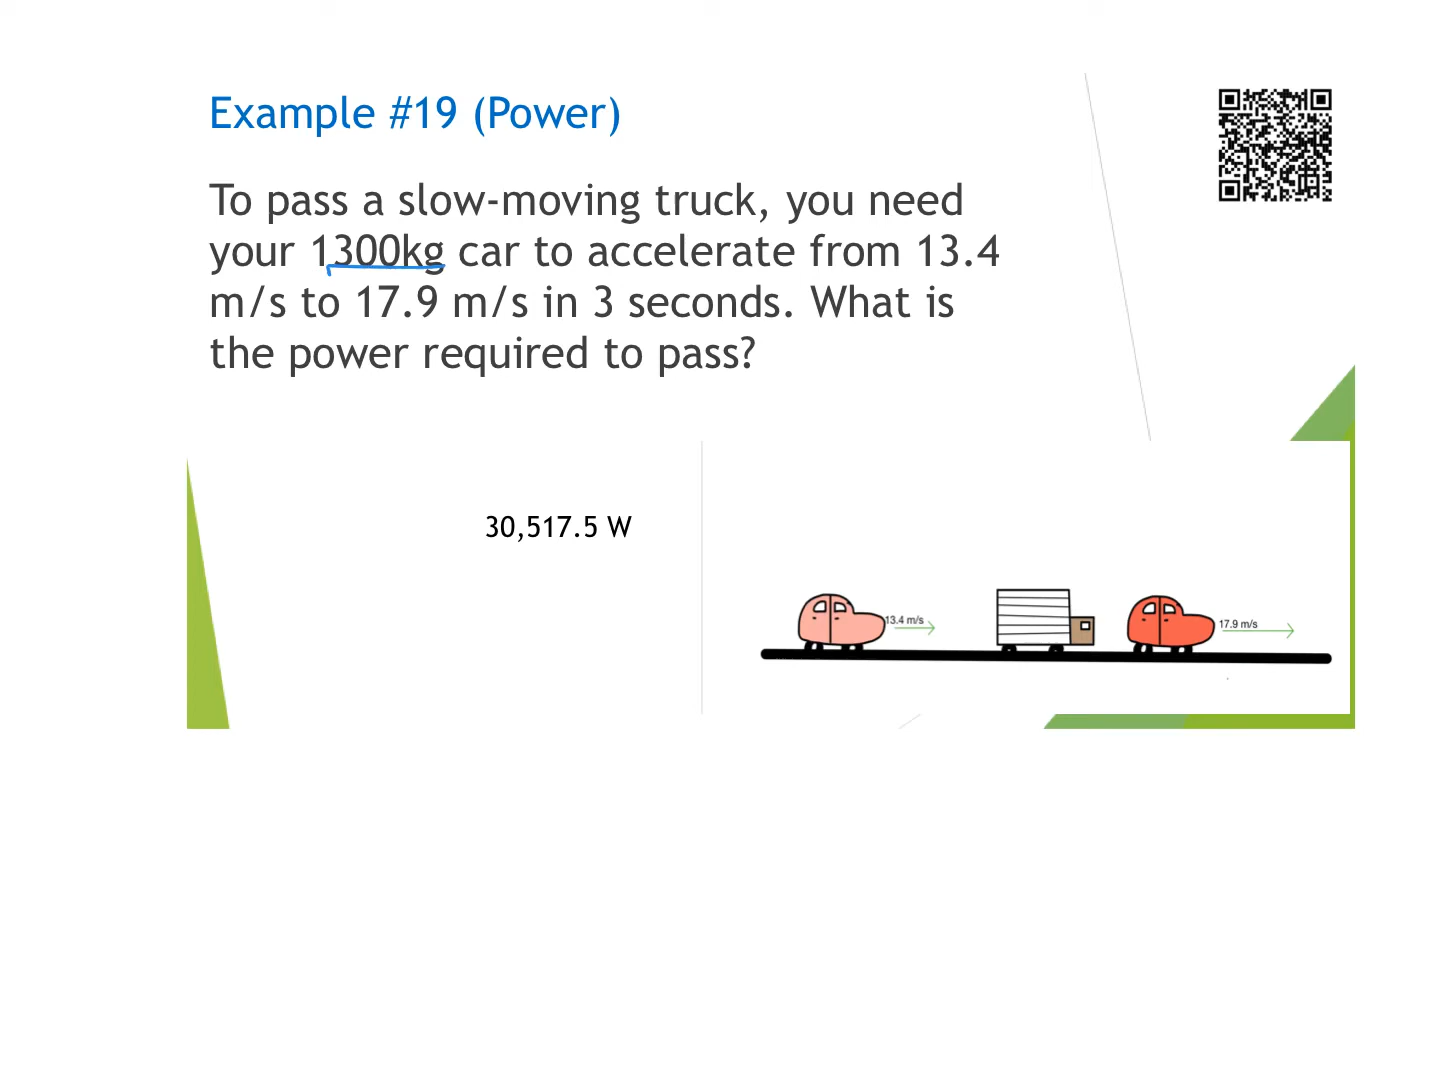 Example #19 (Power)
To pass a slow-moving truck, you need
your 1300kg car to accelerate from 13.4
m/s to 17.9 m/s in 3 seconds. What is
the power required to pass?
30,517.5 W
13.4 m/s
17.9 m/s